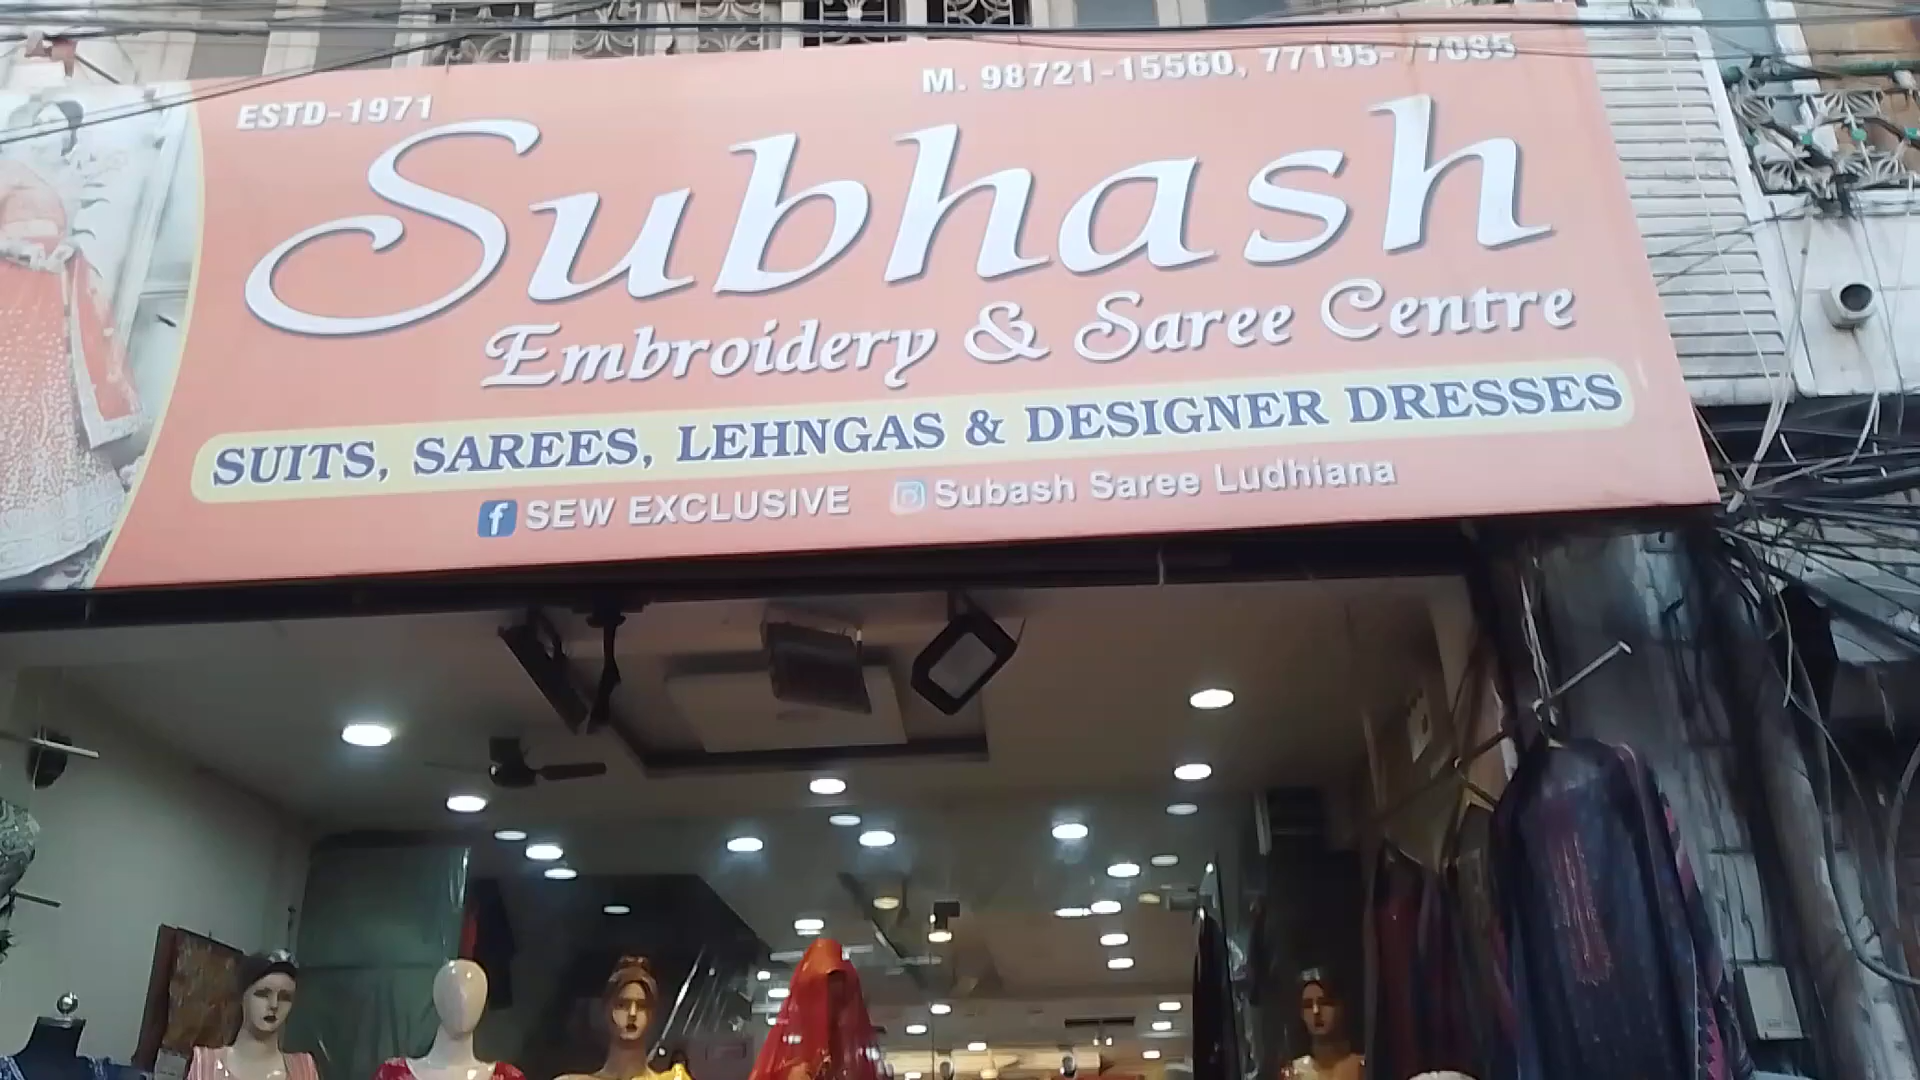 ESTD-1971
M. 98721-15560, 77195-77085
Subhash
Embroidery & Saree Centre
SUITS, SAREES, LEHNGAS & DESIGNER DRESSES
SEW EXCLUSIVE Subash Saree Ludhiana